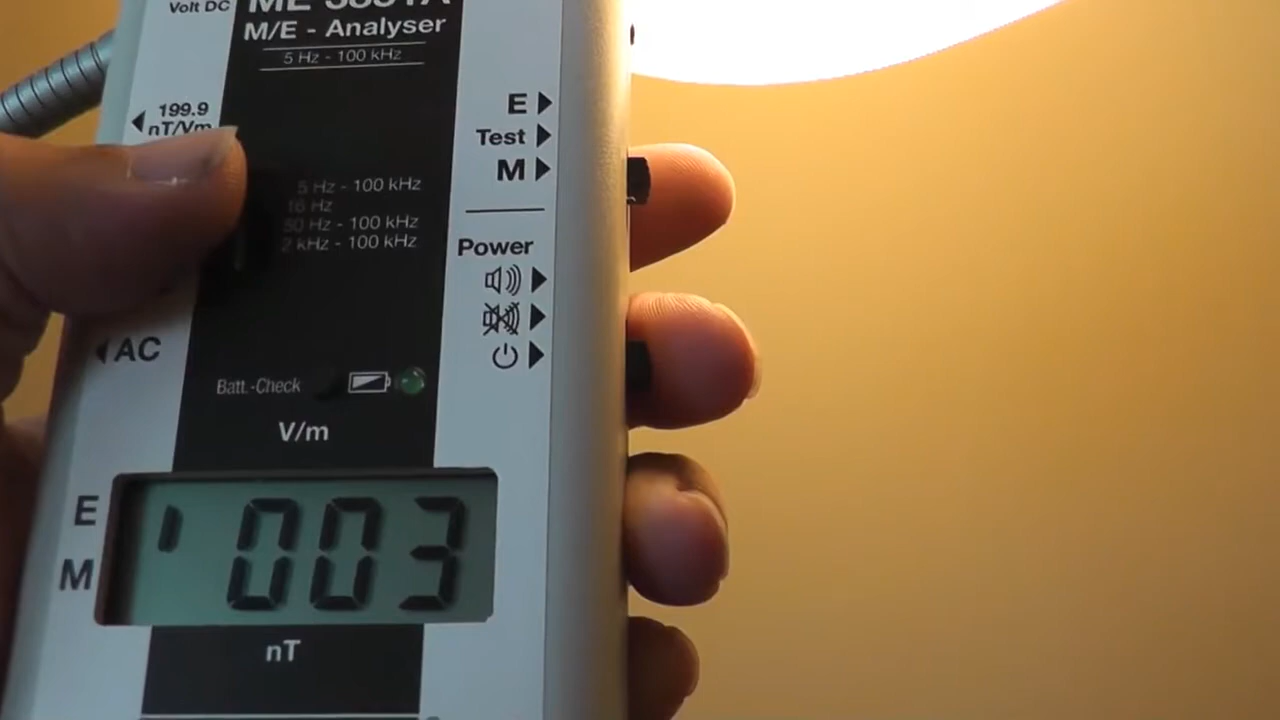 Volt DC
M/E - Analyser
5 Hz - 100 kHz
199.9
nT/Vm
E
Test
M
5 Hz - 100 kHz
16 Hz
50 Hz - 100 kHz
2 kHz - 100 kHz
Power
AC
Batt.-Check
V/m
E
M
003
nT